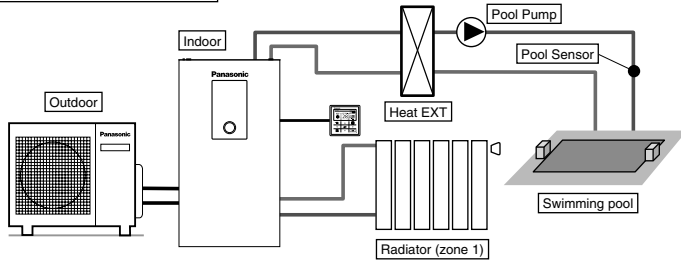 Pool Pump
Indoor
Pool Sensor
Panasonic
Outdoor
Heat EXT
Panasonic
Swimming pool
Radiator (zone 1)